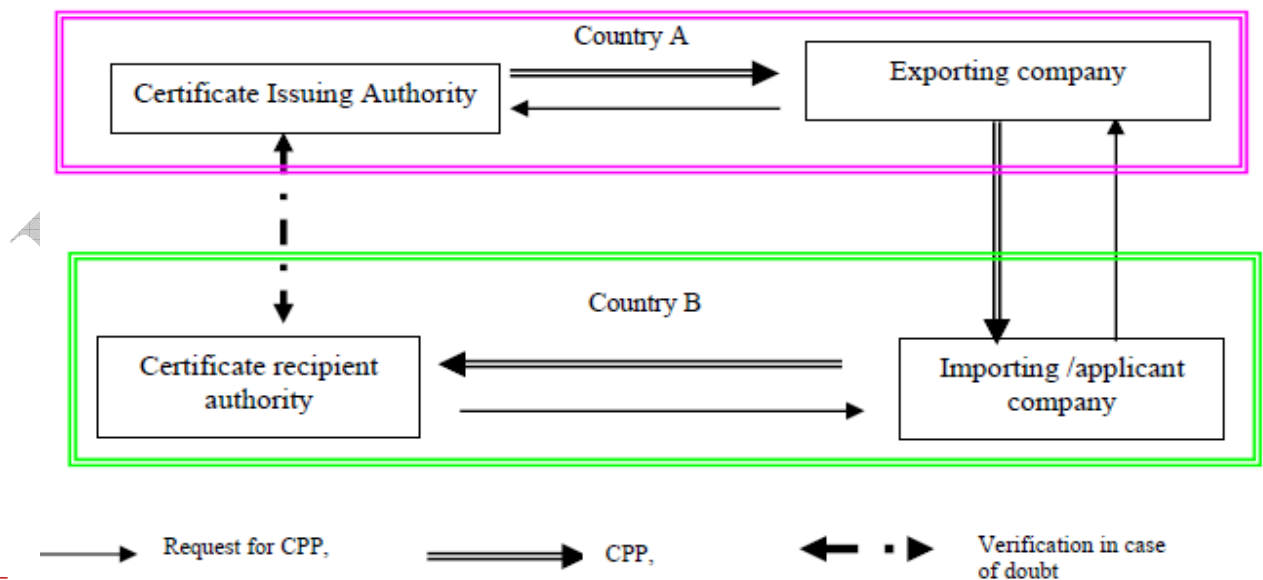 Country A
Certificate Issuing Authority
Exporting company
Country B
Certificate recipient
authority
Importing /applicant
company
Request for CPP,
CPP,
Verification in case
of doubt